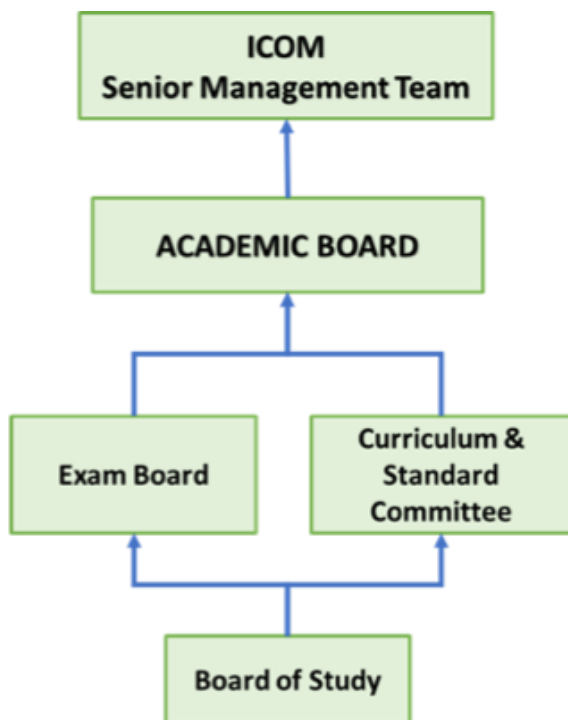 ICOM
Senior Management Team
ACADEMIC BOARD
Exam Board
Curriculum &
Standard
Committee
Board of Study